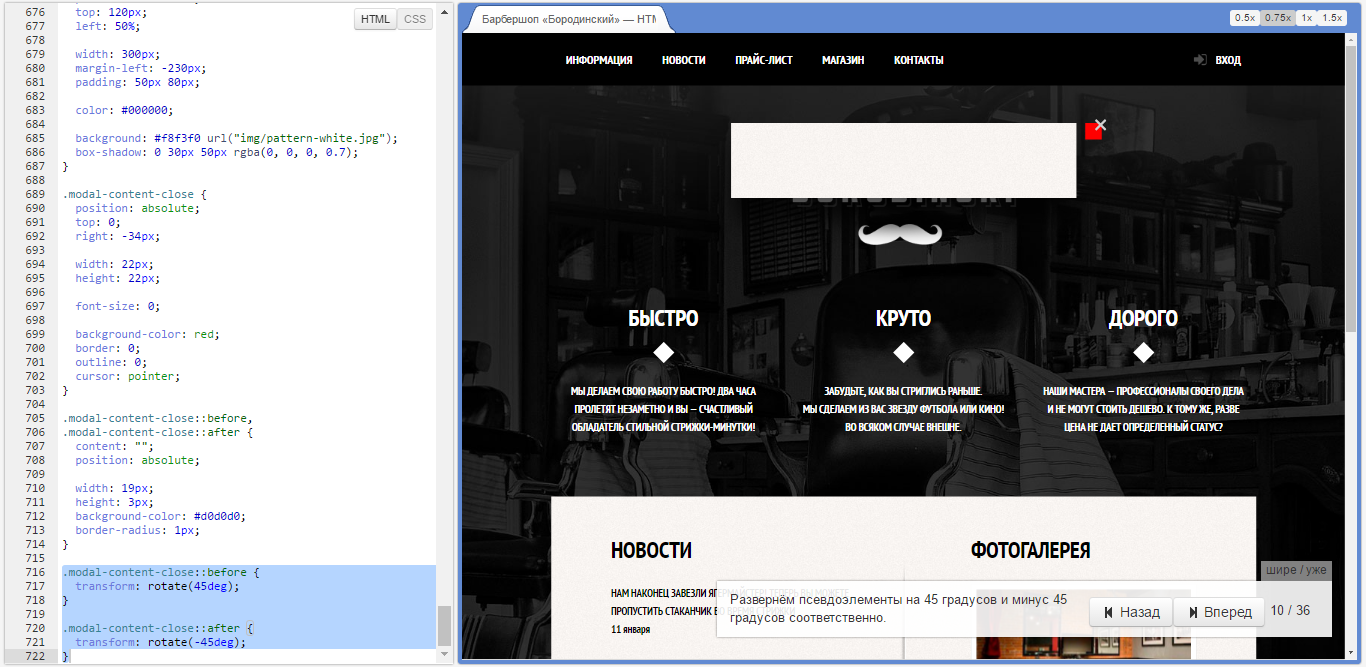 HTML CSS
676 top: 120px;
677 left: 50%;
678
679 width: 300px;
680 margin-left: -230px;
681 padding: 50px 80px;
682
683 color: #000000;
684
685 background: #f8f3f0 url("img/pattern-white.jpg");
686 box-shadow: 0 30px 50px rgba(0, 0, 0, 0.7);
687 }
688
689 .modal-content-close {
690 position: absolute;
691 top: 0;
692 right: -34px;
693
694 width: 22px;
695 height: 22px;
696
697 font-size: 0;
698
699 background-color: red;
700 border: 0;
701 outline: 0;
702 cursor: pointer;
703 }
704
705 .modal-content-close::before,
706 .modal-content-close::after {
707 content: "";
708 position: absolute;
709
710 width: 19px;
711 height: 3px;
712 background-color: #d0d0d0;
713 border-radius: 1px;
714 }
715
716 .modal-content-close::before {
717 transform: rotate(45deg);
718 }
719
720 .modal-content-close::after {
721 transform: rotate(-45deg);
722 }
Барбершоп «Бородинский» — HTM
0.5x 0.75x 1x 1.5x
ИНФОРМАЦИЯ НОВОСТИ ПРАЙС-ЛИСТ МАГАЗИН КОНТАКТЫ ВХОД
БЫСТРО
МЫ ДЕЛАЕМ СВОЮ РАБОТУ БЫСТРО! ДВА ЧАСА
ПРОЛЕТЯТ НЕЗАМЕТНО И ВЫ — СЧАСТЛИВЫЙ
ОБЛАДАТЕЛЬ СТИЛЬНОЙ СТРИЖКИ-МИНУТКИ!
КРУТО
ЗАБУДЬТЕ, КАК ВЫ СТРИГЛИСЬ РАНЬШЕ.
МЫ СДЕЛАЕМ ИЗ ВАС ЗВЕЗДУ ФУТБОЛА ИЛИ КИНО!
ВО ВСЯКОМ СЛУЧАЕ ВНЕШНЕ.
ДОРОГО
НАШИ МАСТЕРА — ПРОФЕССИОНАЛЫ СВОЕГО ДЕЛА
И НЕ МОГУТ СТОИТЬ ДЕШЕВО. К ТОМУ ЖЕ, РАЗВЕ
ЦЕНА НЕ ДАЕТ ОПРЕДЕЛЕННЫЙ СТАТУС?
НОВОСТИ
НАМ НАКОНЕЦ ЗАВЕЗЛИ
ПРОПУСТИТЬ СТАКАНЧИК
11 января
ФОТОГАЛЕРЕЯ
шире / уже
Развернём псевдоэлементы на 45 градусов и минус 45
градусов соответственно.
Назад Вперед 10 / 36